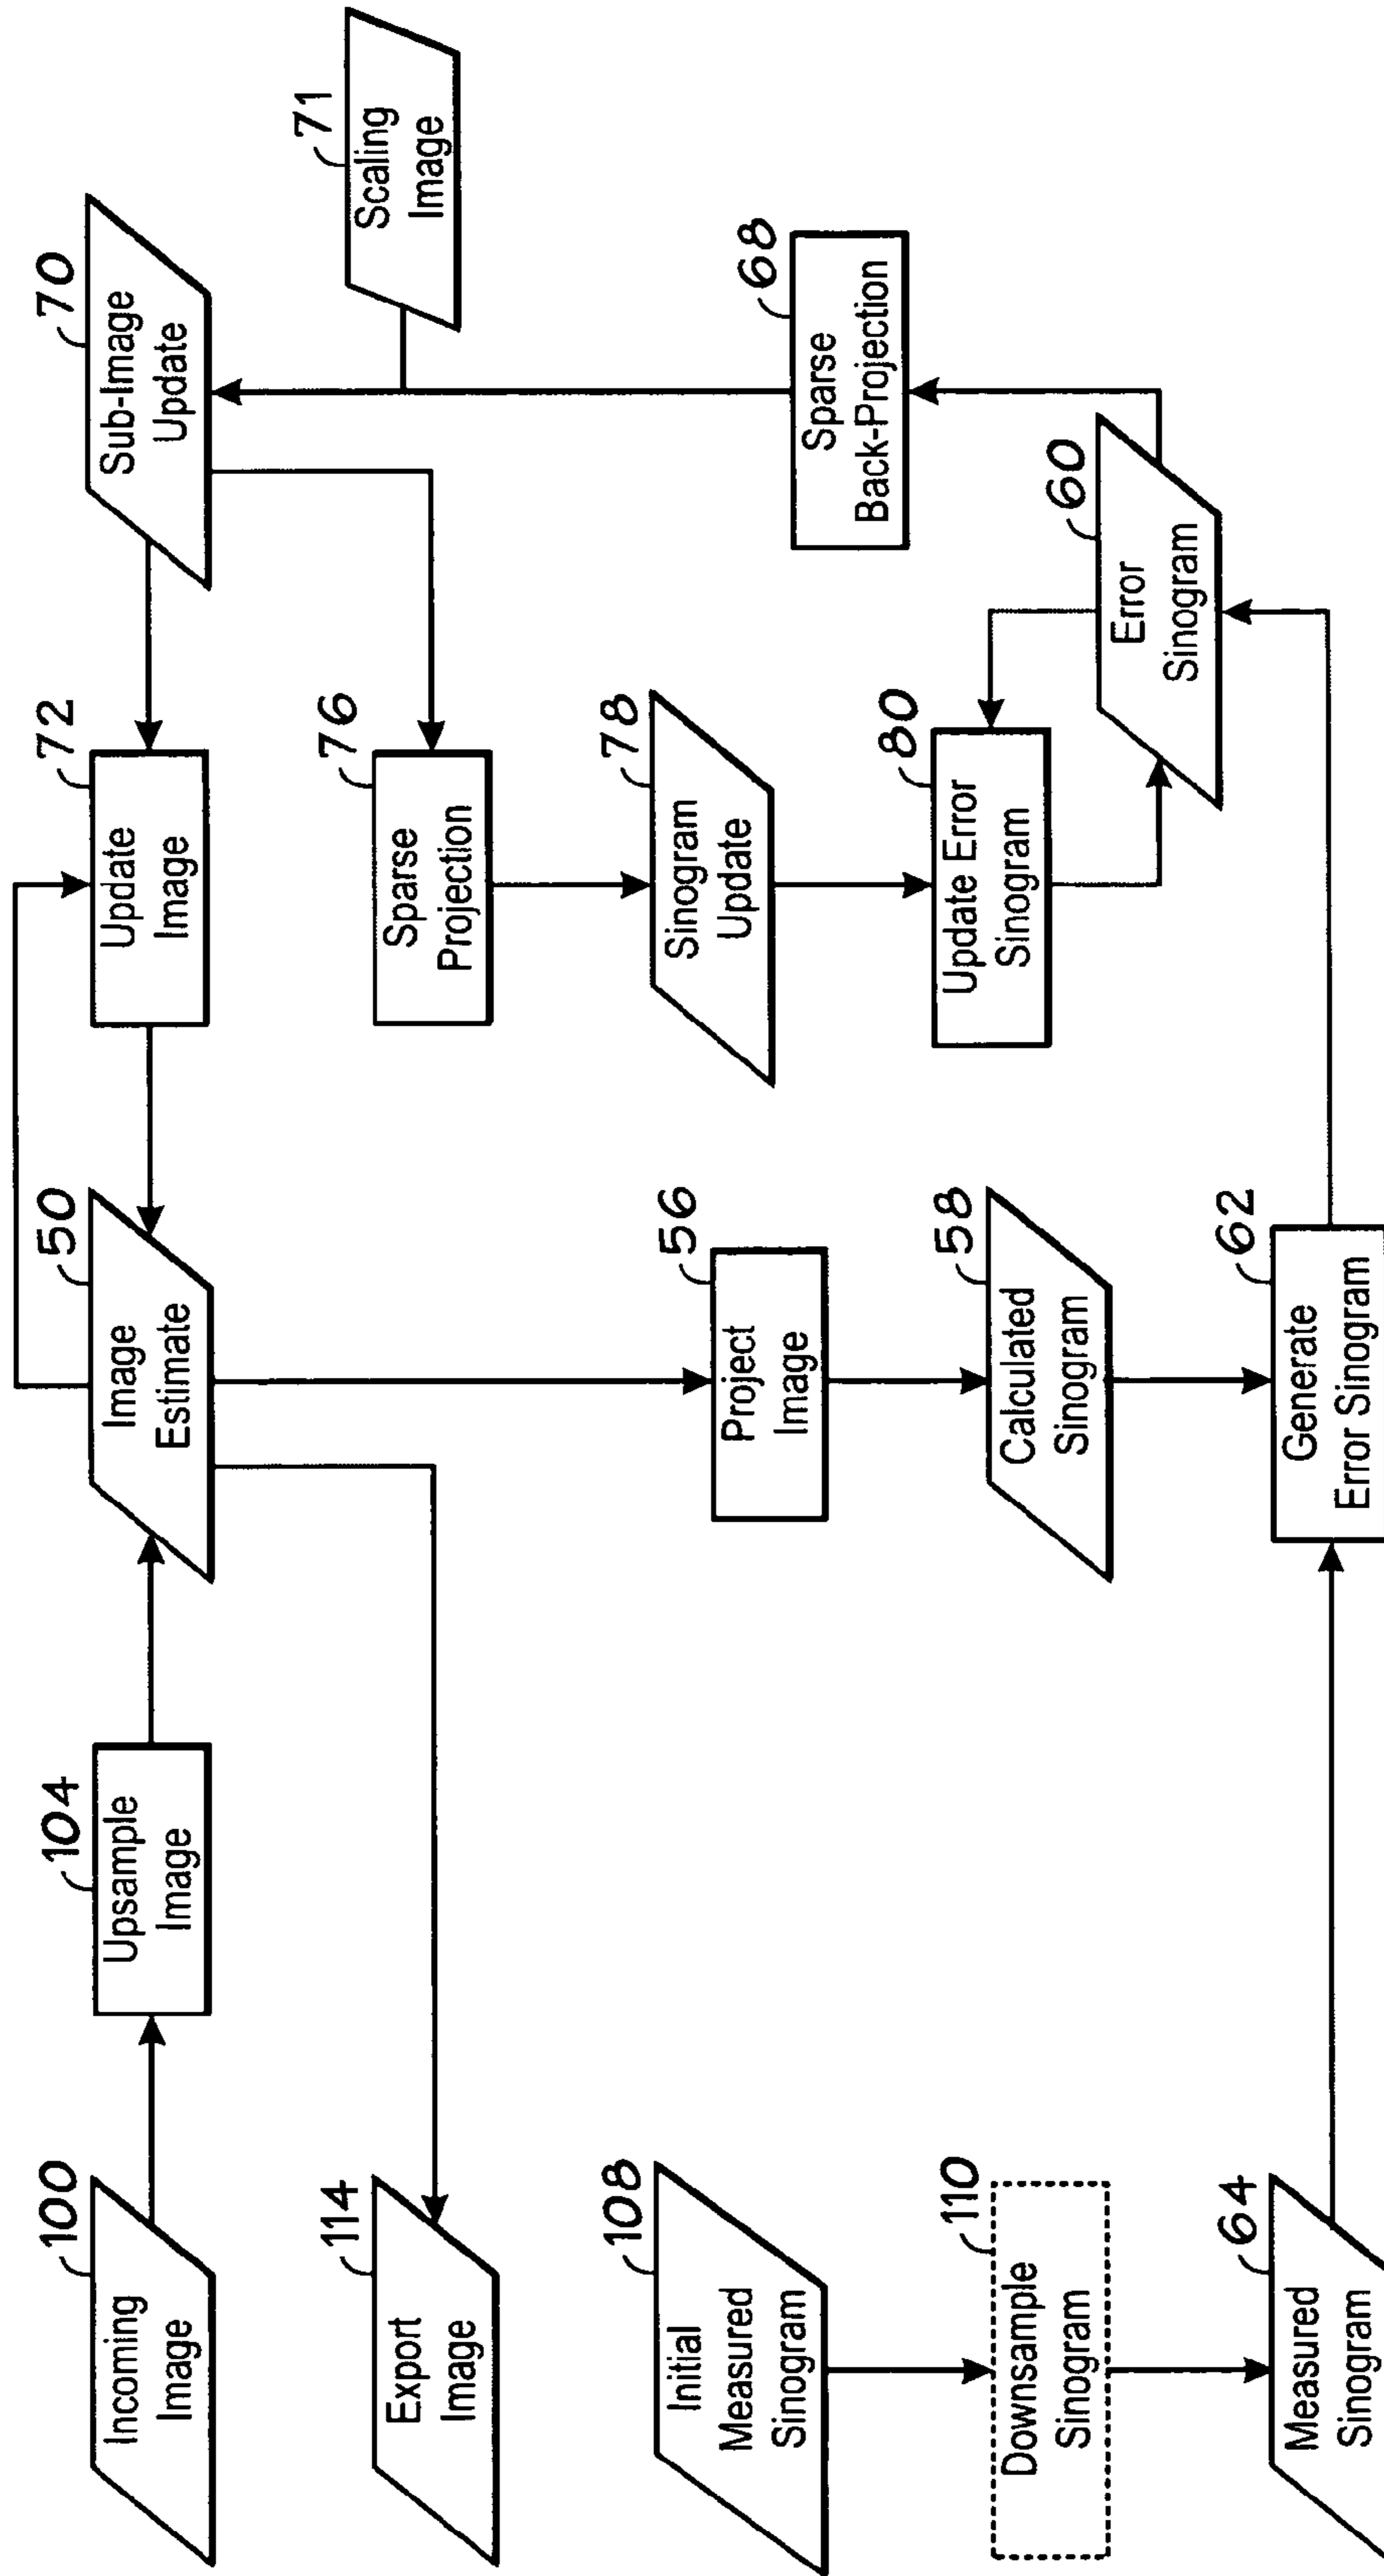 100
Incoming
Image
104
Upsample
Image
50
Image
Estimate
72
Update
Image
70
Sub-Image
Update
71
Scaling
Image
114
Export
Image
76
Sparse
Projection
108
Initial
Measured
Sinogram
56
Project
Image
78
Sinogram
Update
68
Sparse
Back-Projection
110
Downsample
Sinogram
58
Calculated
Sinogram
80
Update Error
Sinogram
60
Error
Sinogram
64
Measured
Sinogram
62
Generate
Error Sinogram